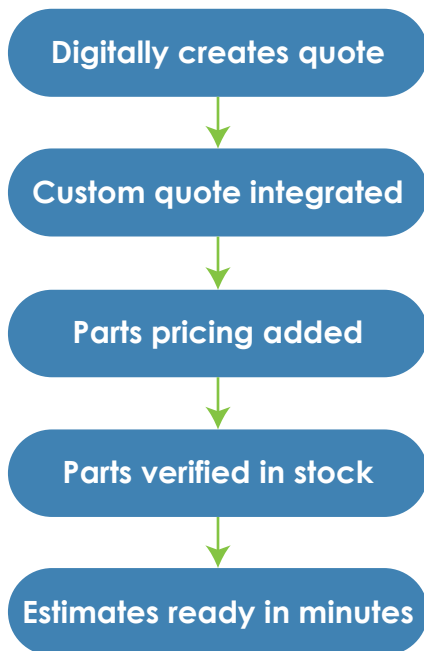 Digitally creates quote
Custom quote integrated
Parts pricing added
Parts verified in stock
Estimates ready in minutes